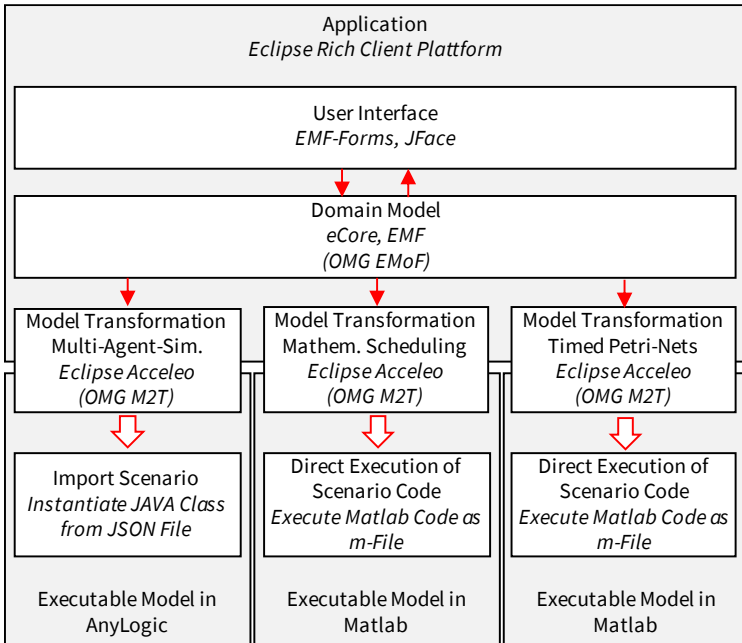 Application
Eclipse Rich Client Plattform
User Interface
EMF-Forms, JFace
Domain Model
eCore, EMF
(OMG EMoF)
Model Transformation
Multi-Agent-Sim.
Eclipse Acceleo
(OMG M2T)
Model Transformation
Mathem. Scheduling
Eclipse Acceleo
(OMG M2T)
Model Transformation
Timed Petri-Nets
Eclipse Acceleo
(OMG M2T)
Import Scenario
Instantiate JAVA Class
from JSON File
Direct Execution of
Scenario Code
Execute Matlab Code as
m-File
Direct Execution of
Scenario Code
Execute Matlab Code as
m-File
Executable Model in
AnyLogic
Executable Model in
Matlab
Executable Model in
Matlab